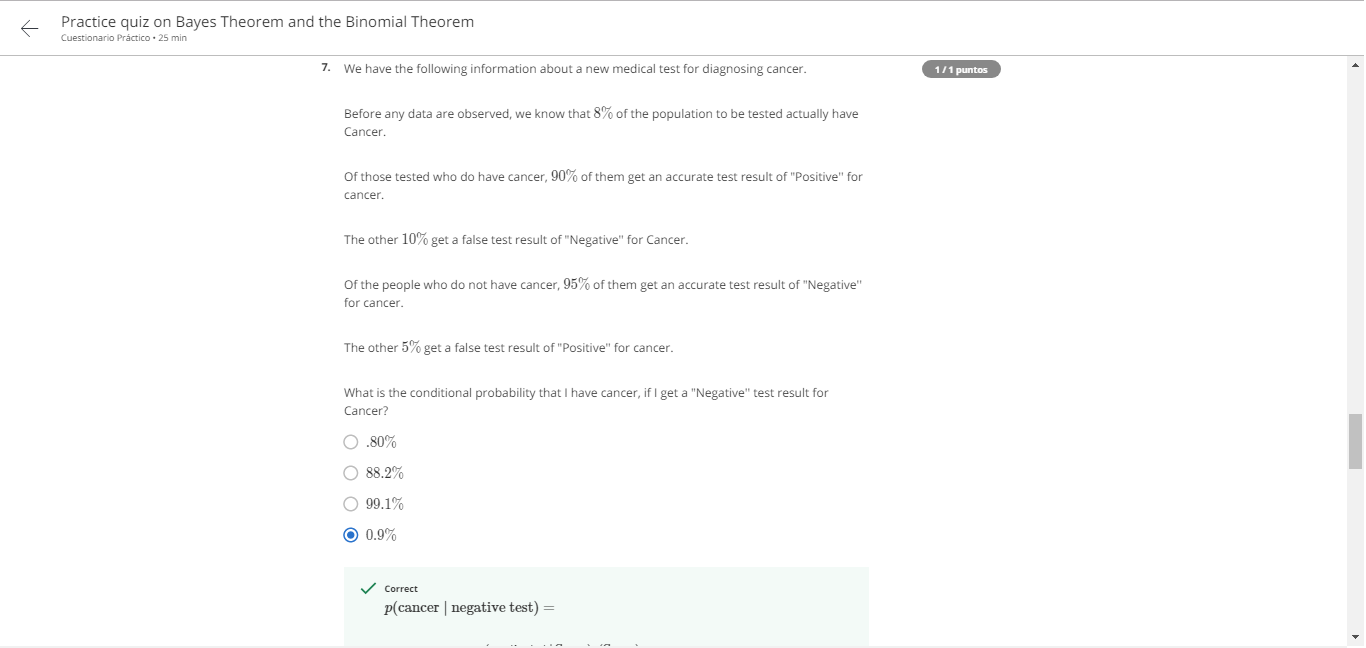 Practice quiz on Bayes Theorem and the Binomial Theorem
Cuestionario Práctico • 25 min
7. We have the following information about a new medical test for diagnosing cancer.
1 / 1 puntos
Before any data are observed, we know that 8% of the population to be tested actually have
Cancer.
Of those tested who do have cancer, 90% of them get an accurate test result of "Positive" for
cancer.
The other 10% get a false test result of "Negative" for Cancer.
Of the people who do not have cancer, 95% of them get an accurate test result of "Negative"
for cancer.
The other 5% get a false test result of "Positive" for cancer.
What is the conditional probability that I have cancer, if I get a "Negative" test result for
Cancer?
.80%
88.2%
99.1%
0.9%
Correct
p(cancer | negative test) =